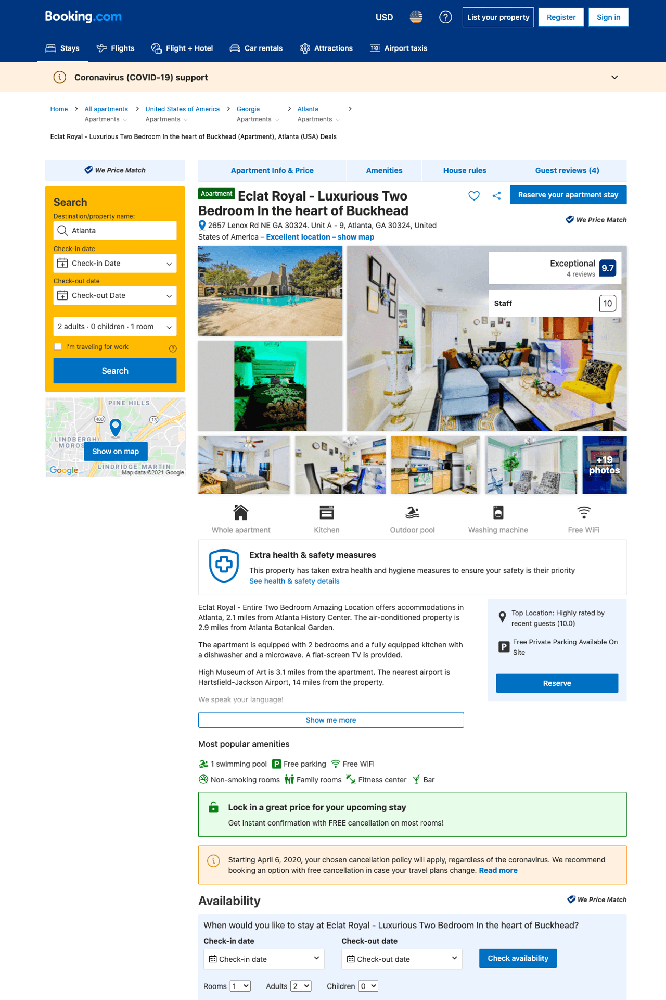 Booking.com
USD
?
List your property
Register
Sign in
Stays
Flights
Flight + Hotel
Car rentals
Attractions
TAXI
Airport taxis
Coronavirus (COVID-19) support
Home
All apartments
United States of America
Georgia
Atlanta
Apartments
Apartments
Apartments
Apartments
Eclat Royal - Luxurious Two Bedroom In the heart of Buckhead (Apartment), Atlanta (USA) Deals
We Price Match
Search
Destination/property name:
Atlanta
Check-in date
Check-in Date
Check-out date
Check-out Date
2 adults · 0 children · 1 room
I'm traveling for work
?
Search
PINE HILLS
400
13
LINDBERGH/
MOROS
Show on map
LINDRIDGE-MARTIN
Google
Map data ©2021 Google
Apartment Info & Price
Amenities
House rules
Guest reviews (4)
Apartment
Eclat Royal - Luxurious Two
Bedroom In the heart of Buckhead
Reserve your apartment stay
We Price Match
2657 Lenox Rd NE GA 30324. Unit A - 9, Atlanta, GA 30324, United
States of America – Excellent location – show map
Exceptional
4 reviews
9.7
Staff
10
+19
photos
Whole apartment
Kitchen
Outdoor pool
Washing machine
Free WiFi
Extra health & safety measures
This property has taken extra health and hygiene measures to ensure your safety is their priority
See health & safety details
Eclat Royal - Entire Two Bedroom Amazing Location offers accommodations in
Atlanta, 2.1 miles from Atlanta History Center. The air-conditioned property is
2.9 miles from Atlanta Botanical Garden.
The apartment is equipped with 2 bedrooms and a fully equipped kitchen with
a dishwasher and a microwave. A flat-screen TV is provided.
High Museum of Art is 3.1 miles from the apartment. The nearest airport is
Hartsfield-Jackson Airport, 14 miles from the property.
We speak your language!
Show me more
Top Location: Highly rated by
recent guests (10.0)
P
Free Private Parking Available On
Site
Reserve
Most popular amenities
1 swimming pool
P
Free parking
Free WiFi
Non-smoking rooms
Family rooms
Fitness center
Bar
Lock in a great price for your upcoming stay
Get instant confirmation with FREE cancellation on most rooms!
Starting April 6, 2020, your chosen cancellation policy will apply, regardless of the coronavirus. We recommend
booking an option with free cancellation in case your travel plans change. Read more
Availability
We Price Match
When would you like to stay at Eclat Royal - Luxurious Two Bedroom In the heart of Buckhead?
Check-in date
Check-out date
Check-in date
Check-out date
Check availability
Rooms 1
Adults 2
Children 0